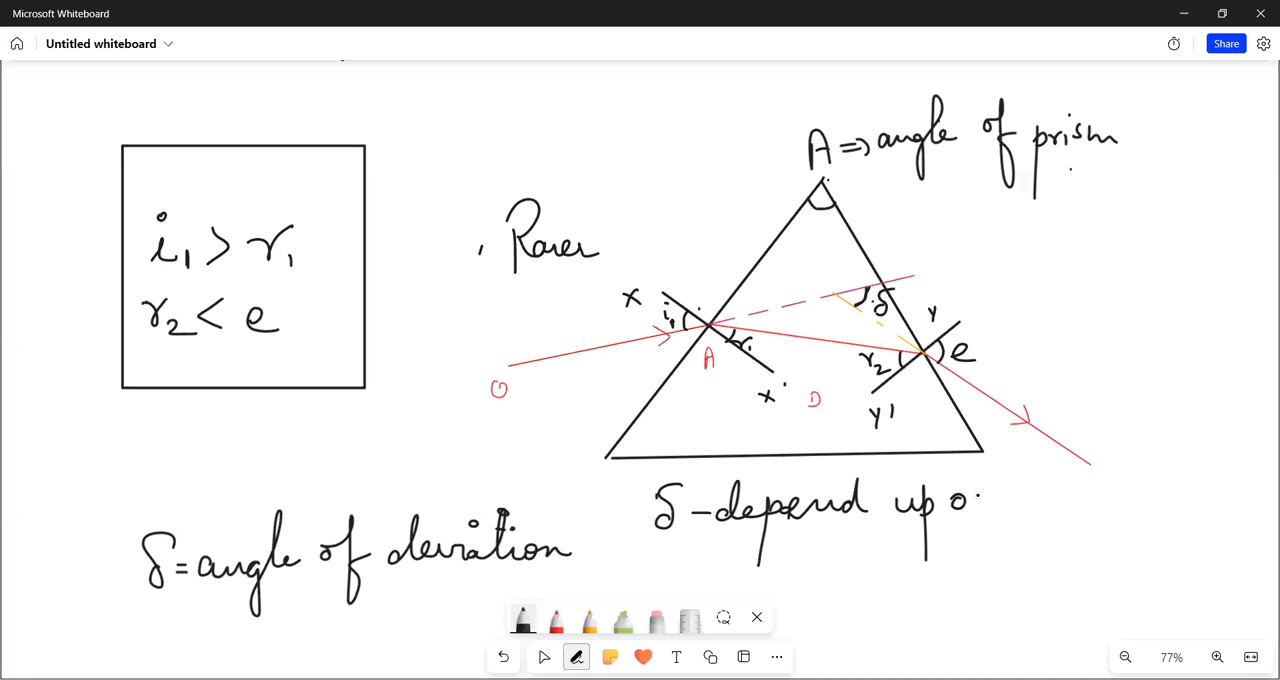 Microsoft Whiteboard
Untitled whiteboard
Share
A ⇒ angle of prism
i₁ > r₁
r₂ < e
Rarer
X
i₁
r₁
A
O
X'
D
δ
Y
r₂
e
Y'
δ - depend up o
δ = angle of deviation
T
77%